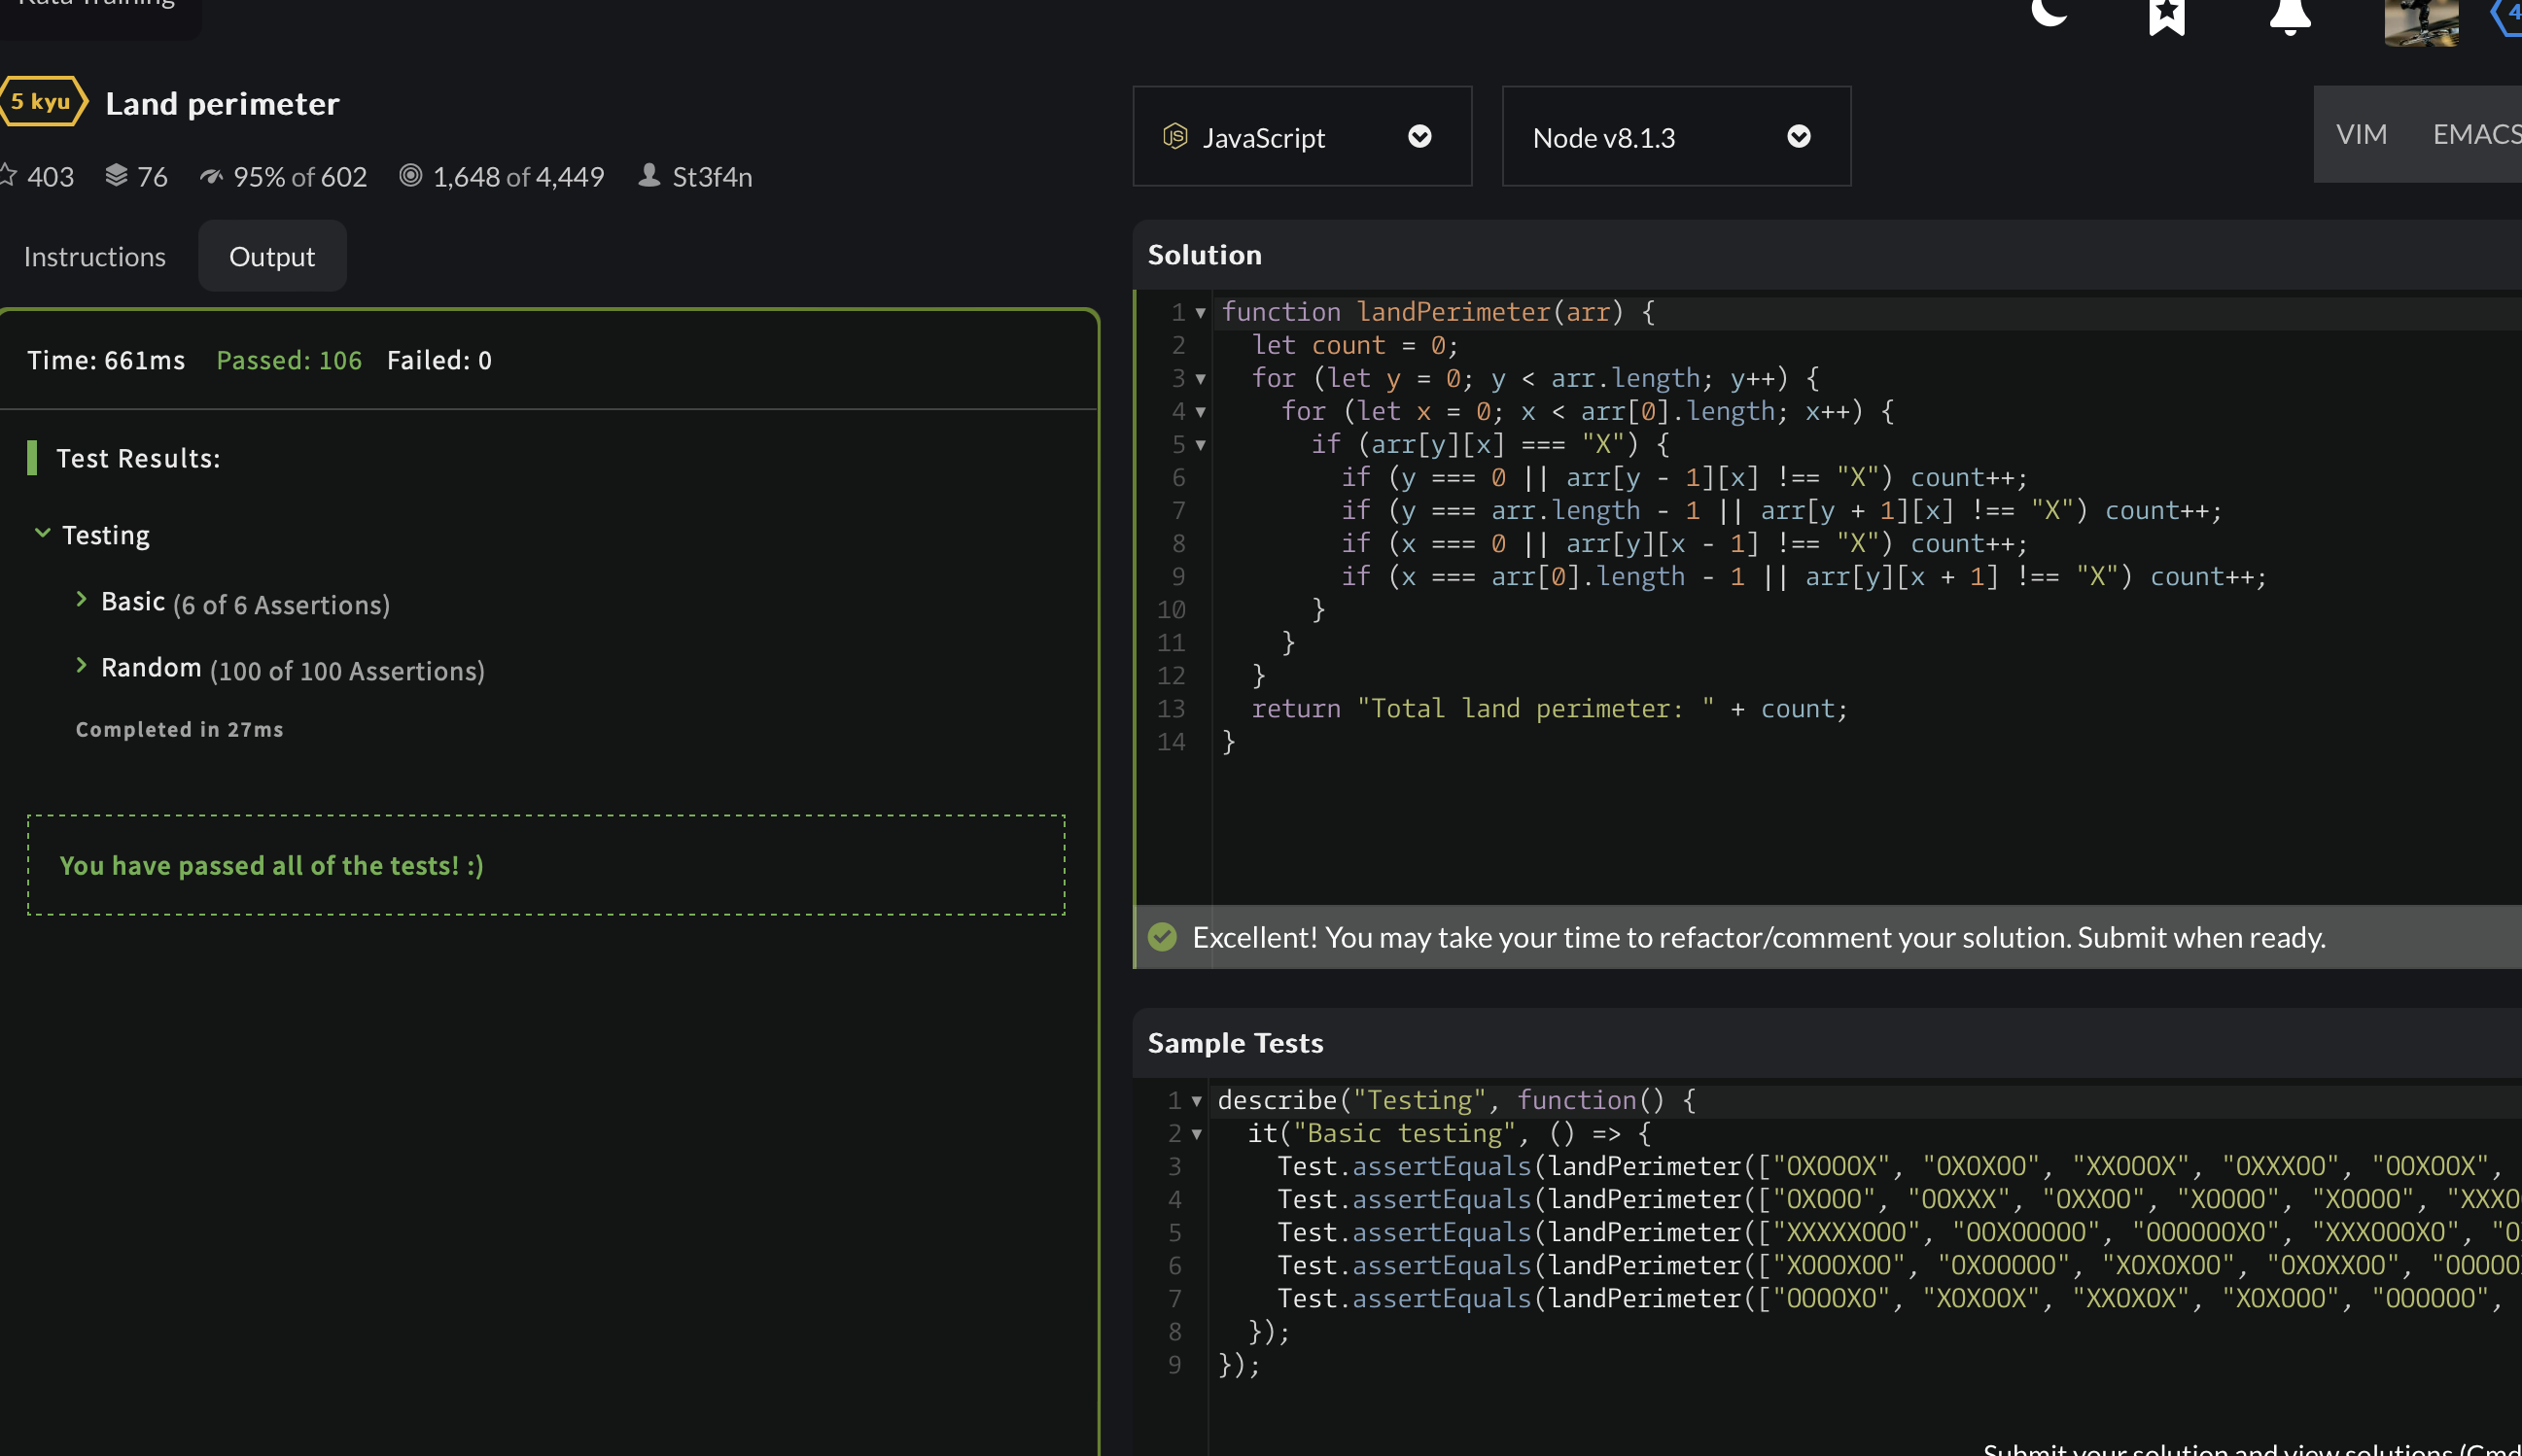 Kata Training
5 kyu Land perimeter
403 76 95% of 602 1,648 of 4,449 St3f4n
Instructions Output
Time: 661ms Passed: 106 Failed: 0
Test Results:
Testing
Basic (6 of 6 Assertions)
Random (100 of 100 Assertions)
Completed in 27ms
You have passed all of the tests! :)
JavaScript Node v8.1.3 VIM EMACS
4
Solution
1 function landPerimeter(arr) {
2 let count = 0;
3 for (let y = 0; y < arr.length; y++) {
4 for (let x = 0; x < arr[0].length; x++) {
5 if (arr[y][x] === "X") {
6 if (y === 0 || arr[y - 1][x] !== "X") count++;
7 if (y === arr.length - 1 || arr[y + 1][x] !== "X") count++;
8 if (x === 0 || arr[y][x - 1] !== "X") count++;
9 if (x === arr[0].length - 1 || arr[y][x + 1] !== "X") count++;
10 }
11 }
12 }
13 return "Total land perimeter: " + count;
14 }
Excellent! You may take your time to refactor/comment your solution. Submit when ready.
Sample Tests
1 describe("Testing", function() {
2 it("Basic testing", () => {
3 Test.assertEquals(landPerimeter(["OXOOOX", "OXOXOO", "XXOOOX", "OXXXOO", "OOXOOX",
4 Test.assertEquals(landPerimeter(["OXOOO", "OOXXX", "OXXOO", "XOOOO", "XOOOO", "XXXO
5 Test.assertEquals(landPerimeter(["XXXXXOOO", "OOXOOOOO", "OOOOOOXO", "XXXOOOXO", "O
6 Test.assertEquals(landPerimeter(["XOOOXOO", "OXOOOOO", "XOXOXOO", "OXOXXOO", "OOOOO
7 Test.assertEquals(landPerimeter(["OOOOXO", "XOXOOX", "XXOXOX", "XOXOOO", "OOOOOO",
8 });
9 });
Submit your solution and view solutions (Cmd